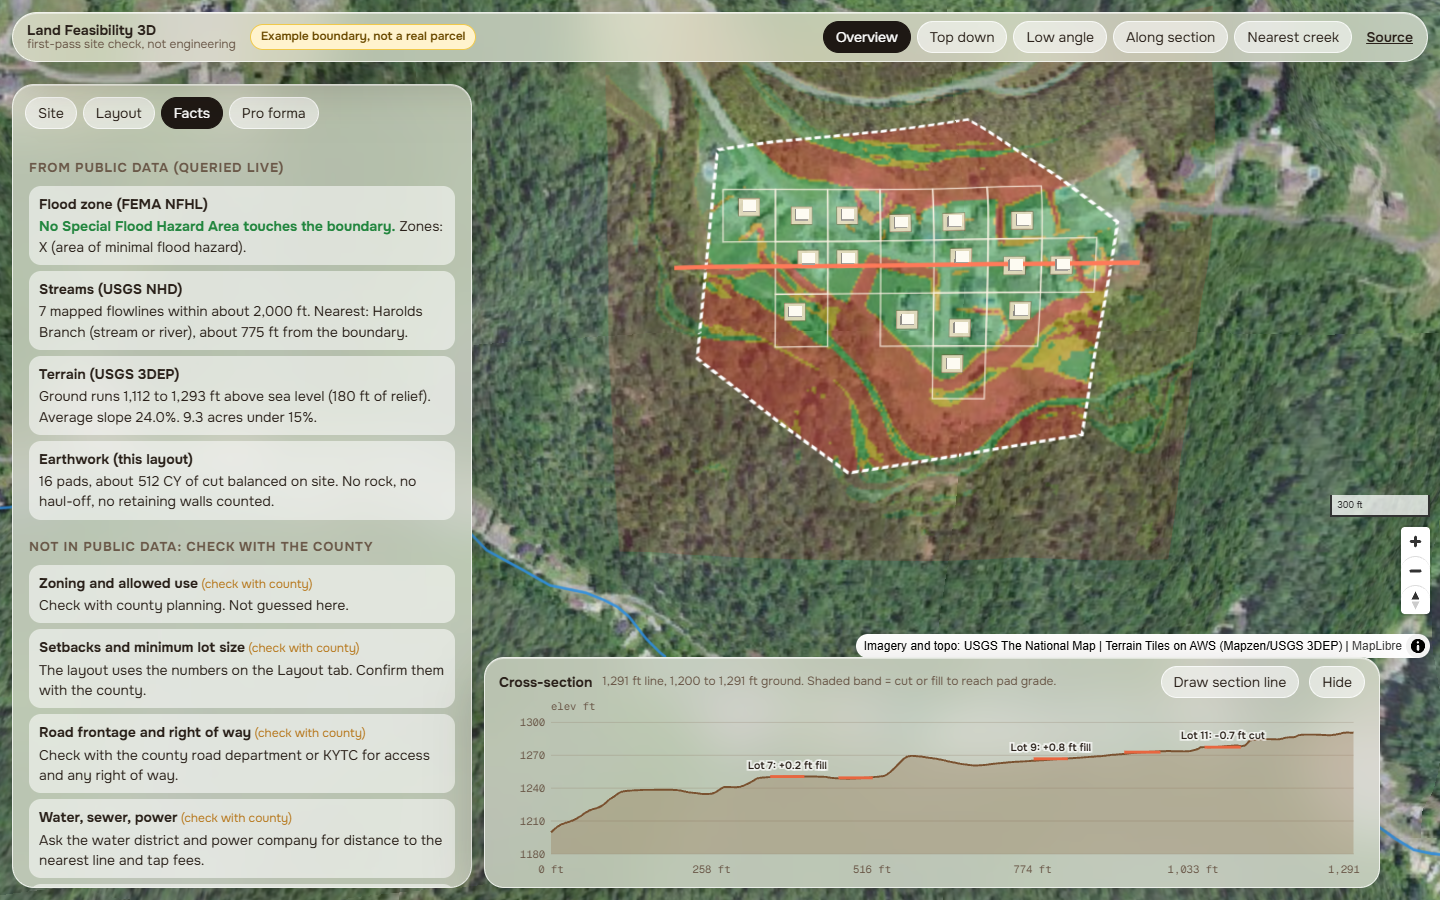 Land Feasibility 3D
first-pass site check, not engineering
Example boundary, not a real parcel
Overview
Top down
Low angle
Along section
Nearest creek
Source
Site
Layout
Facts
Pro forma
FROM PUBLIC DATA (QUERIED LIVE)
Flood zone (FEMA NFHL)
No Special Flood Hazard Area touches the boundary. Zones:
X (area of minimal flood hazard).
Streams (USGS NHD)
7 mapped flowlines within about 2,000 ft. Nearest: Harolds
Branch (stream or river), about 775 ft from the boundary.
Terrain (USGS 3DEP)
Ground runs 1,112 to 1,293 ft above sea level (180 ft of relief).
Average slope 24.0%. 9.3 acres under 15%.
Earthwork (this layout)
16 pads, about 512 CY of cut balanced on site. No rock, no
haul-off, no retaining walls counted.
NOT IN PUBLIC DATA: CHECK WITH THE COUNTY
Zoning and allowed use (check with county)
Check with county planning. Not guessed here.
Setbacks and minimum lot size (check with county)
The layout uses the numbers on the Layout tab. Confirm them
with the county.
Road frontage and right of way (check with county)
Check with the county road department or KYTC for access
and any right of way.
Water, sewer, power (check with county)
Ask the water district and power company for distance to the
nearest line and tap fees.
300 ft
Imagery and topo: USGS The National Map | Terrain Tiles on AWS (Mapzen/USGS 3DEP) | MapLibre
Cross-section
1,291 ft line, 1,200 to 1,291 ft ground. Shaded band = cut or fill to reach pad grade.
Draw section line
Hide
elev ft
1300
1270
1240
1210
1180
Lot 7: +0.2 ft fill
Lot 9: +0.8 ft fill
Lot 11: -0.7 ft cut
0 ft
258 ft
516 ft
774 ft
1,033 ft
1,291